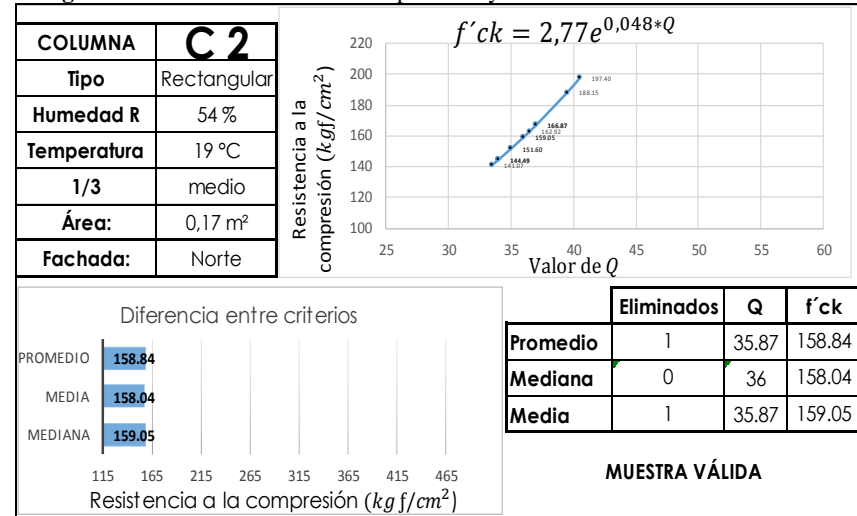 COLUMNA C 2
Tipo Rectangular
Humedad R 54 %
Temperatura 19 °C
1/3 medio
Área: 0,17 m²
Fachada: Norte
f´ck = 2,77e^{0,048*Q}
Resistencia a la
compresión (kgf/cm²)
220
200
180
160
140
120
100
197.40
188.15
166.87
162.92
159.05
151.60
144.49
141.07
25 30 35 40 45 50 55 60
Valor de Q
Diferencia entre criterios
PROMEDIO 158.84
MEDIA 158.04
MEDIANA 159.05
115 165 215 265 315 365 415 465
Resistencia a la compresión (kg f/cm²)
Eliminados Q f´ck
Promedio 1 35.87 158.84
Mediana 0 36 158.04
Media 1 35.87 159.05
MUESTRA VÁLIDA